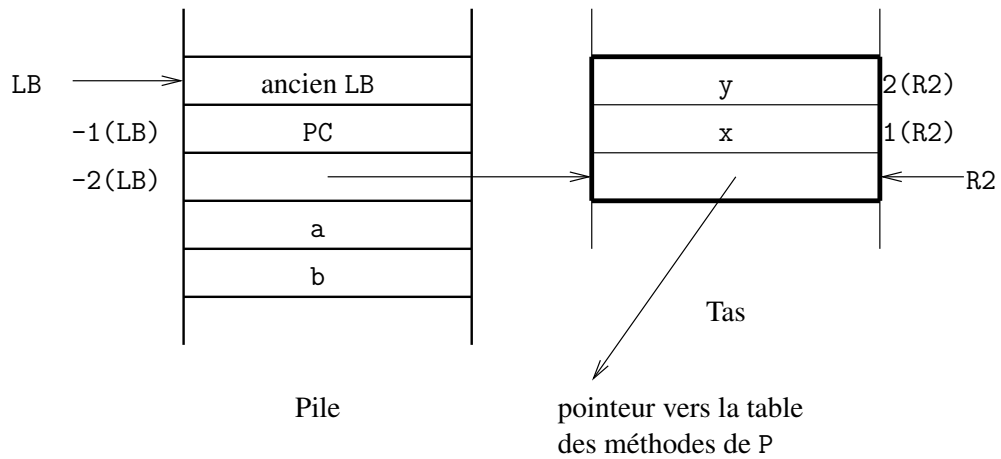 LB
ancien LB
-1(LB)
PC
-2(LB)
a
b
y
2(R2)
x
1(R2)
R2
Tas
Pile
pointeur vers la table
des méthodes de P